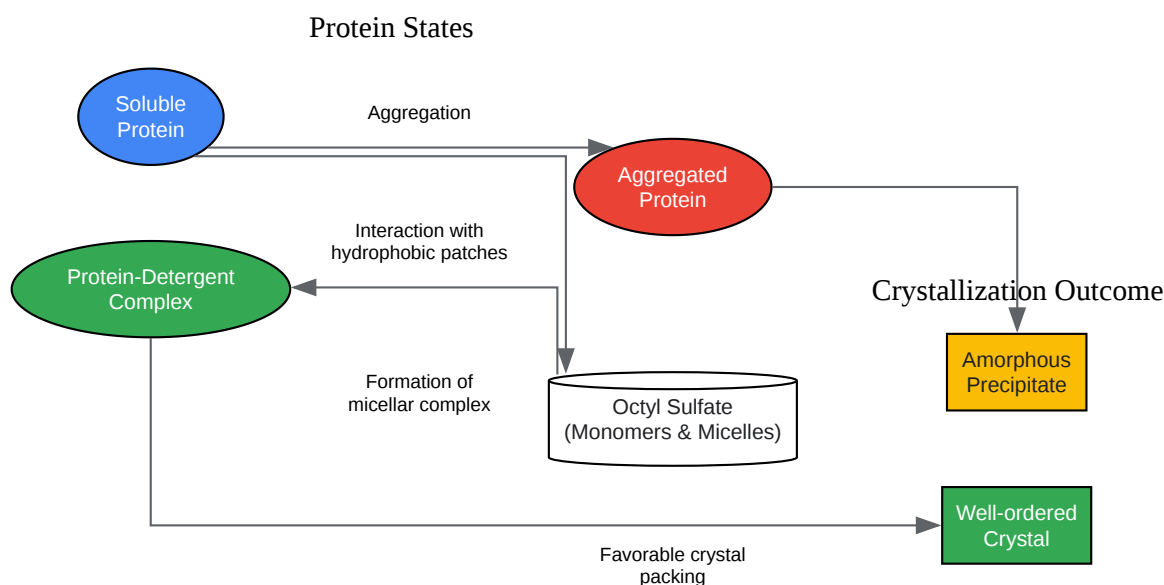 Protein States
Soluble
Protein
Aggregation
Aggregated
Protein
Interaction with
hydrophobic patches
Protein-Detergent
Complex
Crystallization Outcome
Amorphous
Precipitate
Formation of
micellar complex
Octyl Sulfate
(Monomers & Micelles)
Well-ordered
Crystal
Favorable crystal
packing